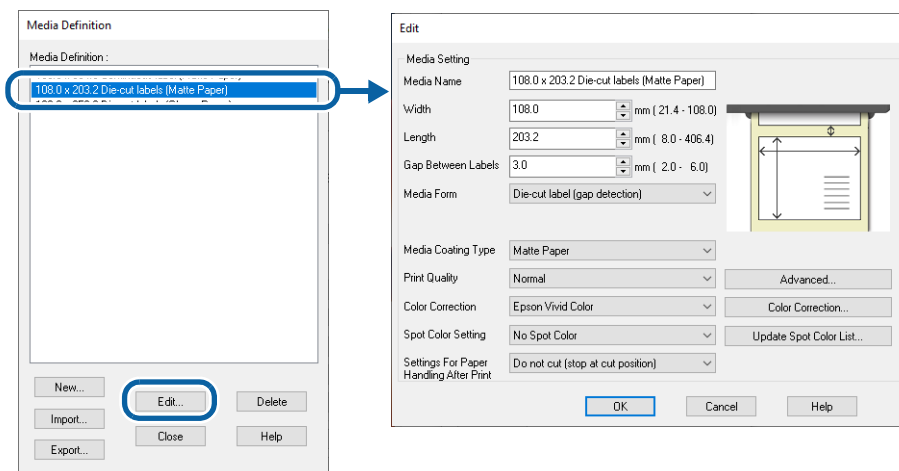 Media Definition
Media Definition :
108.0 x 203.2 Die-cut labels (Matte Paper)
New...
Edit...
Delete
Import...
Close
Help
Export...
Edit
Media Setting
Media Name 108.0 x 203.2 Die-cut labels (Matte Paper)
Width 108.0 mm ( 21.4 - 108.0)
Length 203.2 mm ( 8.0 - 406.4)
Gap Between Labels 3.0 mm ( 2.0 - 6.0)
Media Form Die-cut label (gap detection)
Media Coating Type Matte Paper
Print Quality Normal Advanced...
Color Correction Epson Vivid Color Color Correction...
Spot Color Setting No Spot Color Update Spot Color List...
Settings For Paper
Handling After Print Do not cut (stop at cut position)
OK Cancel Help